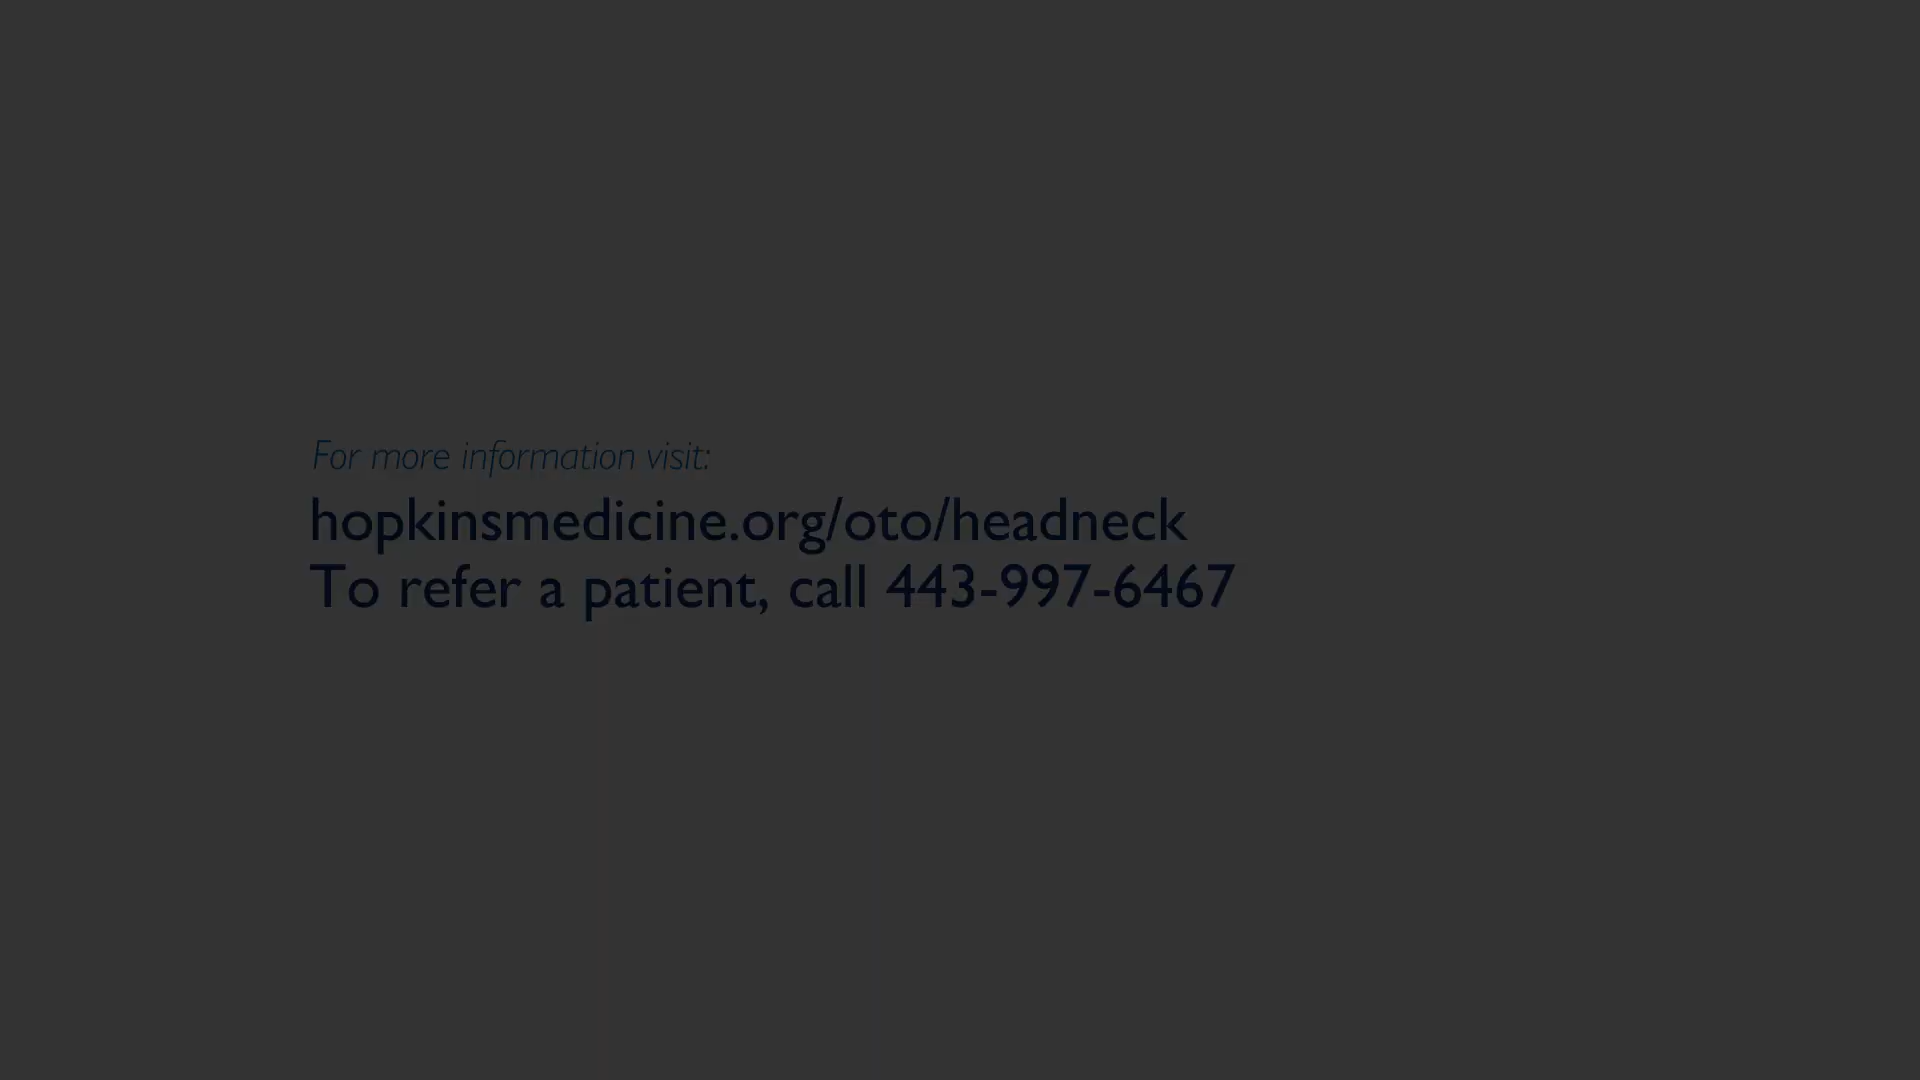 For more information visit:
hopkinsmedicine.org/oto/headneck
To refer a patient, call 443-997-6467